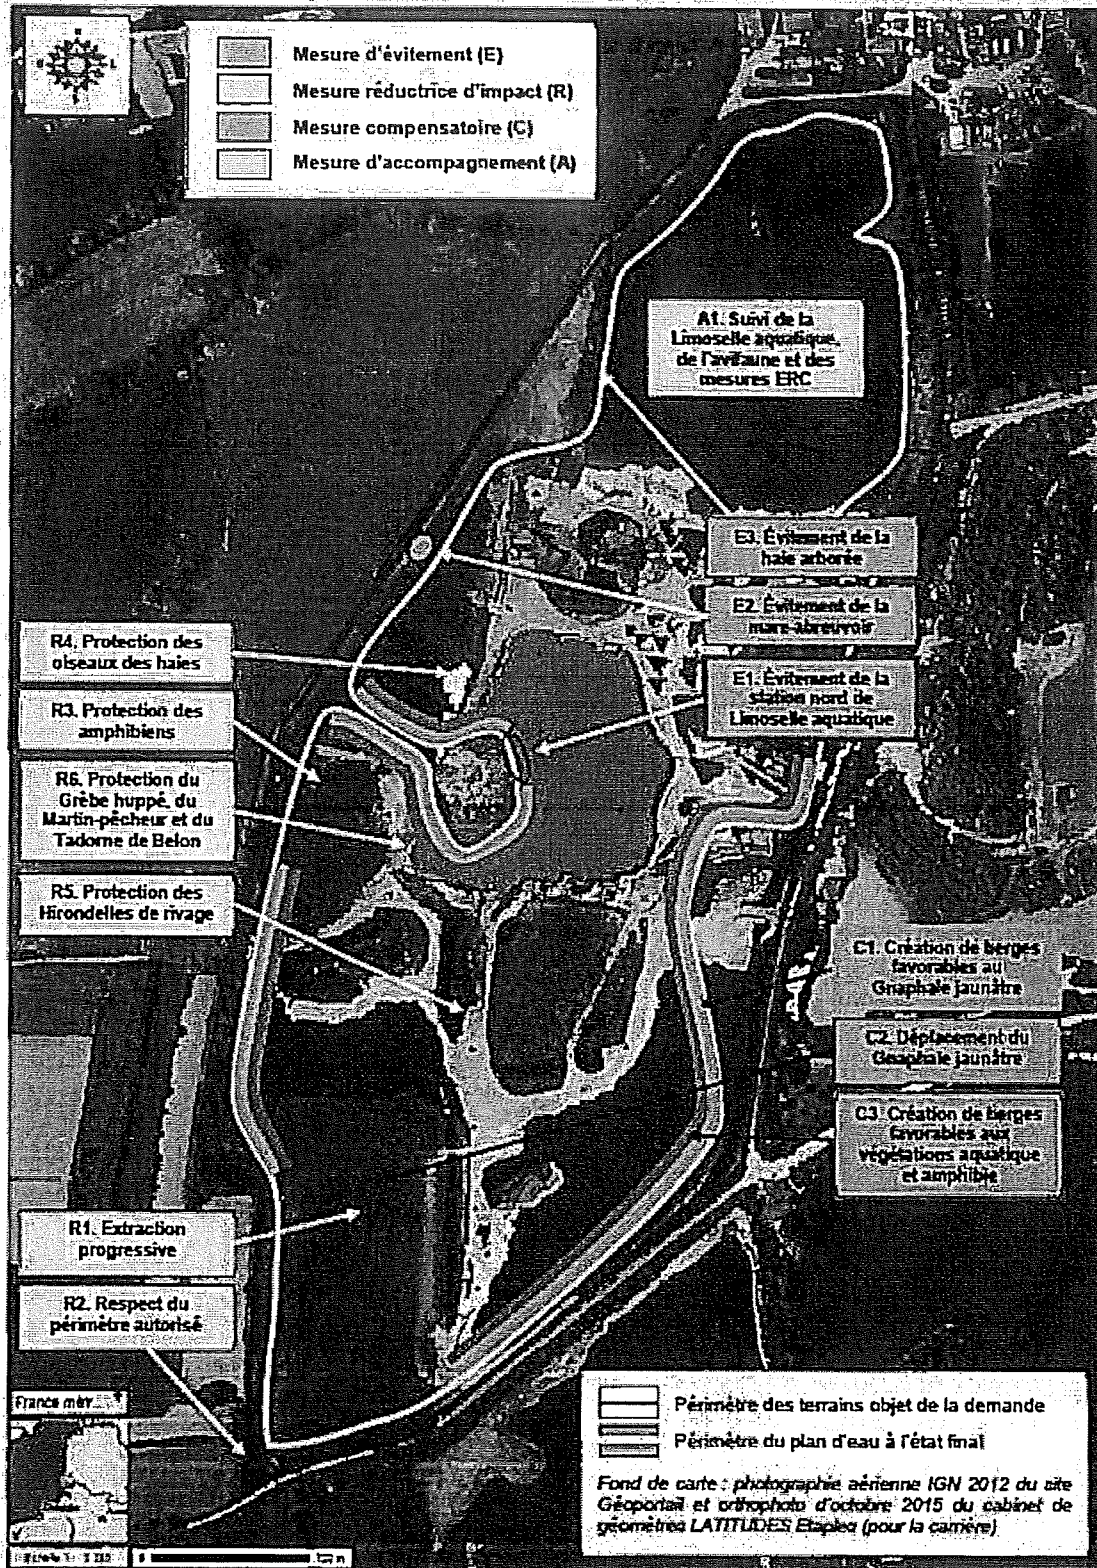 Mesure d'évitement (E)
Mesure réductrice d'impact (R)
Mesure compensatoire (C)
Mesure d'accompagnement (A)
A1. Suivi de la
Limoselle aquatique,
de l'avifaune et des
mesures ERC
E3. Évitement de la
haie arborée
E2. Évitement de la
mare-abreuvoir
E1. Évitement de la
station nord de
Limoselle aquatique
R4. Protection des
oiseaux des haies
R3. Protection des
amphibiens
R6. Protection du
Grèbe huppé, du
Martin-pêcheur et du
Tadorne de Belon
R5. Protection des
Hirondelles de rivage
C1. Création de berges
favorables au
Gnaphale jaunâtre
C2. Déplacement du
Gnaphale jaunâtre
C3. Création de berges
favorables aux
végétations aquatique
et amphibie
R1. Extraction
progressive
R2. Respect du
périmètre autorisé
France métr.
Périmètre des terrains objet de la demande
Périmètre du plan d'eau à l'état final
Fond de carte : photographie aérienne IGN 2012 du site
Géoportail et orthophoto d'octobre 2015 du cabinet de
géomètres LATITUDES Etaples (pour la carrière)